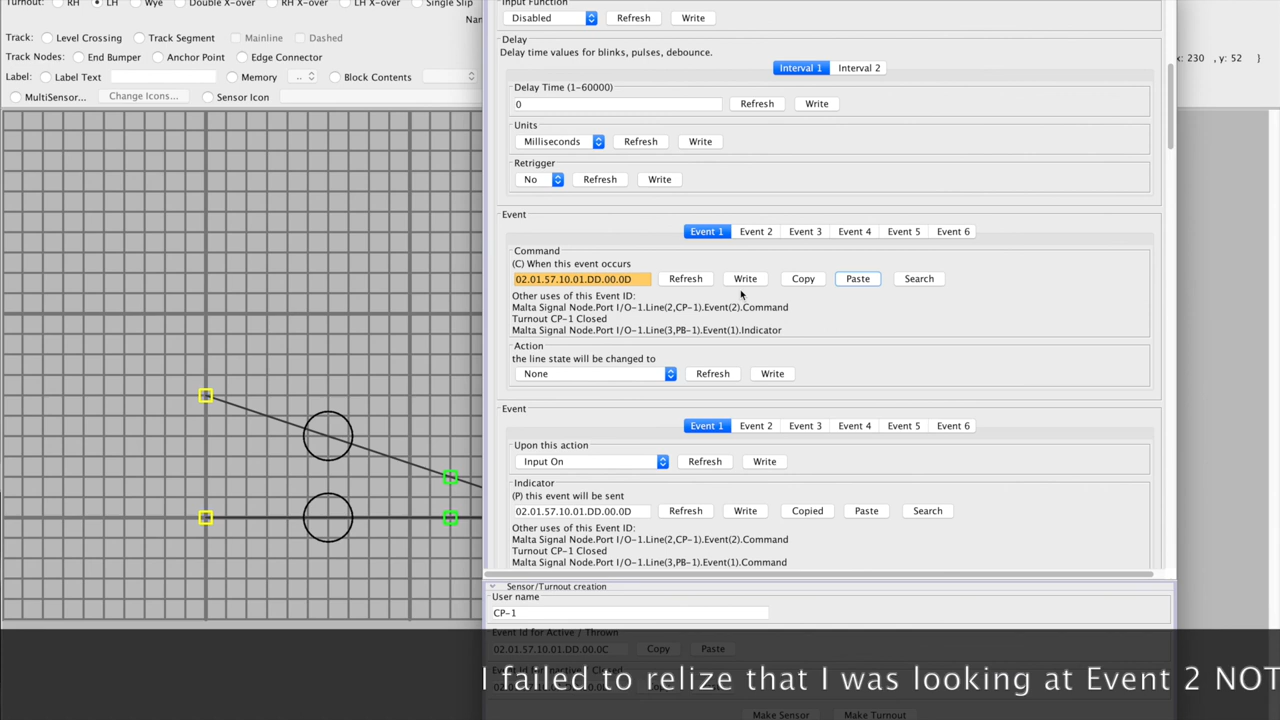 Turnout: RH LH Wye Double X-over RH X-over LH X-over Single Slip
Track: Level Crossing Track Segment Mainline Dashed
Track Nodes: End Bumper Anchor Point Edge Connector
Label: Label Text Memory .. Block Contents
MultiSensor... Change Icons... Sensor Icon
x: 230 , y: 52 }
Input Function
Disabled Refresh Write
Delay
Delay time values for blinks, pulses, debounce.
Interval 1 Interval 2
Delay Time (1-60000)
0 Refresh Write
Units
Milliseconds Refresh Write
Retrigger
No Refresh Write
Event
Event 1 Event 2 Event 3 Event 4 Event 5 Event 6
Command
(C) When this event occurs
02.01.57.10.01.DD.00.0D Refresh Write Copy Paste Search
Other uses of this Event ID:
Malta Signal Node.Port I/O-1.Line(2,CP-1).Event(2).Command
Turnout CP-1 Closed
Malta Signal Node.Port I/O-1.Line(3,PB-1).Event(1).Indicator
Action
the line state will be changed to
None Refresh Write
Event
Event 1 Event 2 Event 3 Event 4 Event 5 Event 6
Upon this action
Input On Refresh Write
Indicator
(P) this event will be sent
02.01.57.10.01.DD.00.0D Refresh Write Copied Paste Search
Other uses of this Event ID:
Malta Signal Node.Port I/O-1.Line(2,CP-1).Event(2).Command
Turnout CP-1 Closed
Malta Signal Node.Port I/O-1.Line(3,PB-1).Event(1).Command
Sensor/Turnout creation
User name
CP-1
Event Id for Active / Thrown
02.01.57.10.01.DD.00.0C Copy Paste
I failed to relize that I was looking at Event 2 NOT
Make Sensor Make Turnout